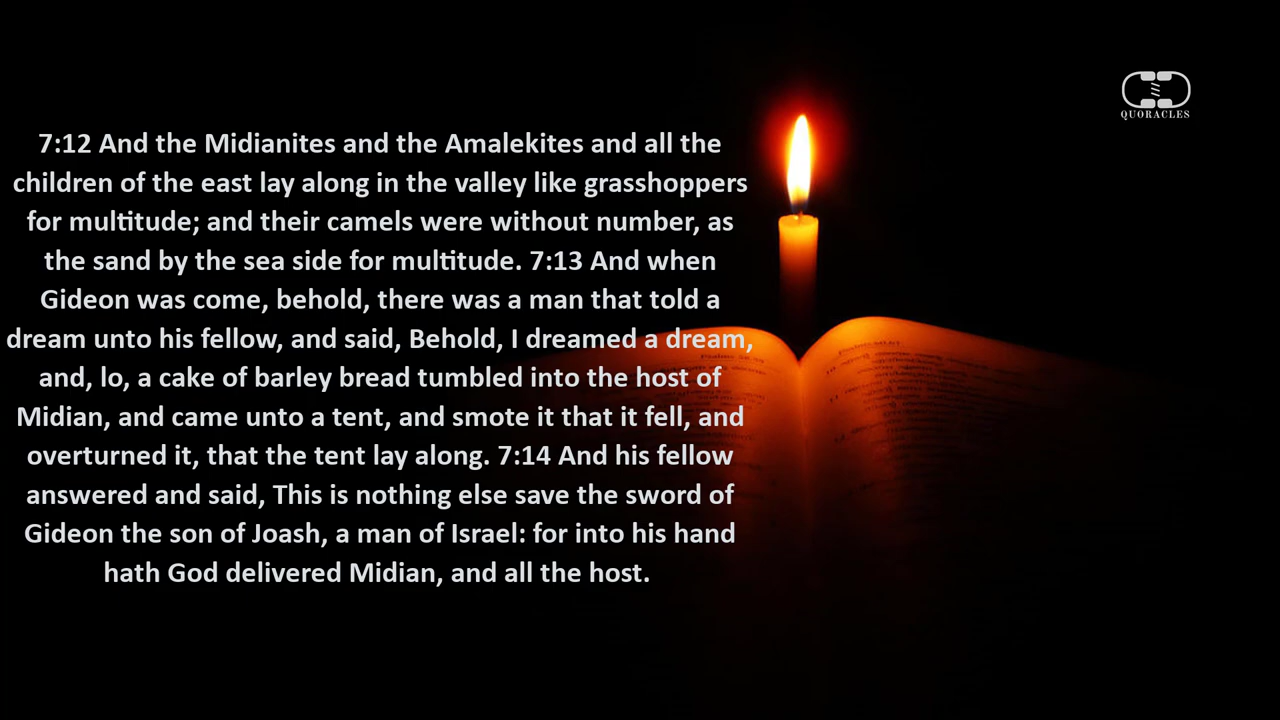 QUORACLES
7:12 And the Midianites and the Amalekites and all the
children of the east lay along in the valley like grasshoppers
for multitude; and their camels were without number, as
the sand by the sea side for multitude. 7:13 And when
Gideon was come, behold, there was a man that told a
dream unto his fellow, and said, Behold, I dreamed a dream,
and, lo, a cake of barley bread tumbled into the host of
Midian, and came unto a tent, and smote it that it fell, and
overturned it, that the tent lay along. 7:14 And his fellow
answered and said, This is nothing else save the sword of
Gideon the son of Joash, a man of Israel: for into his hand
hath God delivered Midian, and all the host.